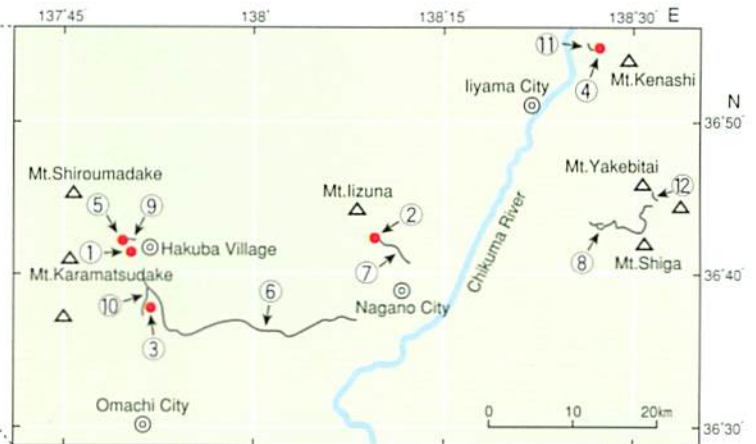 137°45′ 138° 138°15′ 138°30′ E
⑪
④
Mt.Kenashi
Iiyama City
N
36°50′
Mt.Yakebitai
⑫
Mt.Shiroumadake
Mt.Iizuna
⑤ ⑨
②
①
Hakuba Village
Chikuma River
⑦
⑧
Mt.Shiga
Mt.Karamatsudake
36°40′
⑩
⑥
Nagano City
③
Omachi City
0 10 20km
36°30′